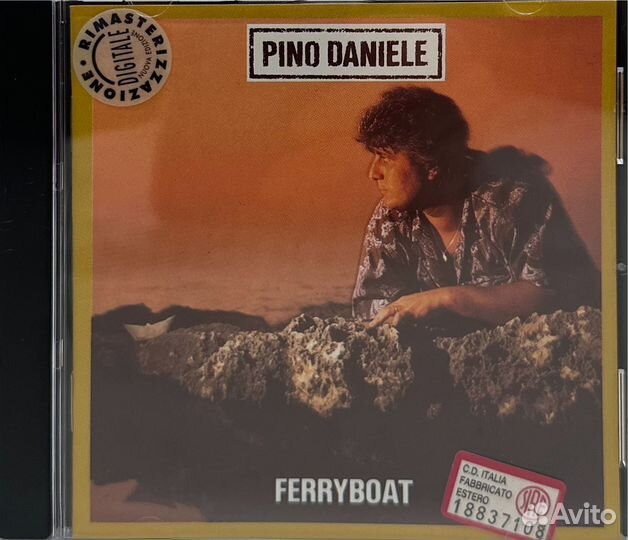 • RIMASTERIZZAZIONE •
DIGITALE
NUOVA EDIZIONE
PINO DANIELE
FERRYBOAT
C.D. ITALIA
FABBRICATO
ESTERO
18837108
Avito